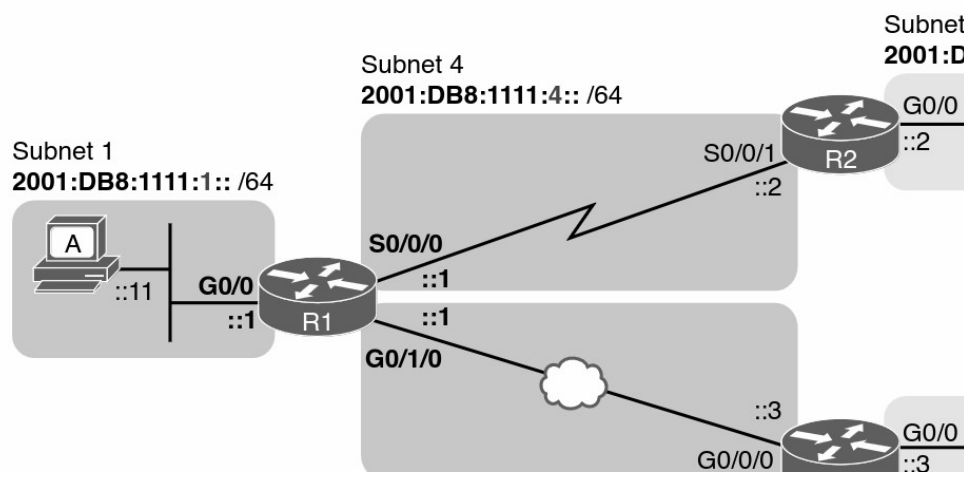 Subnet
2001:D
Subnet 4
2001:DB8:1111:4:: /64
G0/0
::2
R2
S0/0/1
::2
Subnet 1
2001:DB8:1111:1:: /64
A
::11
G0/0
::1
R1
S0/0/0
::1
::1
G0/1/0
::3
G0/0/0
G0/0
::3